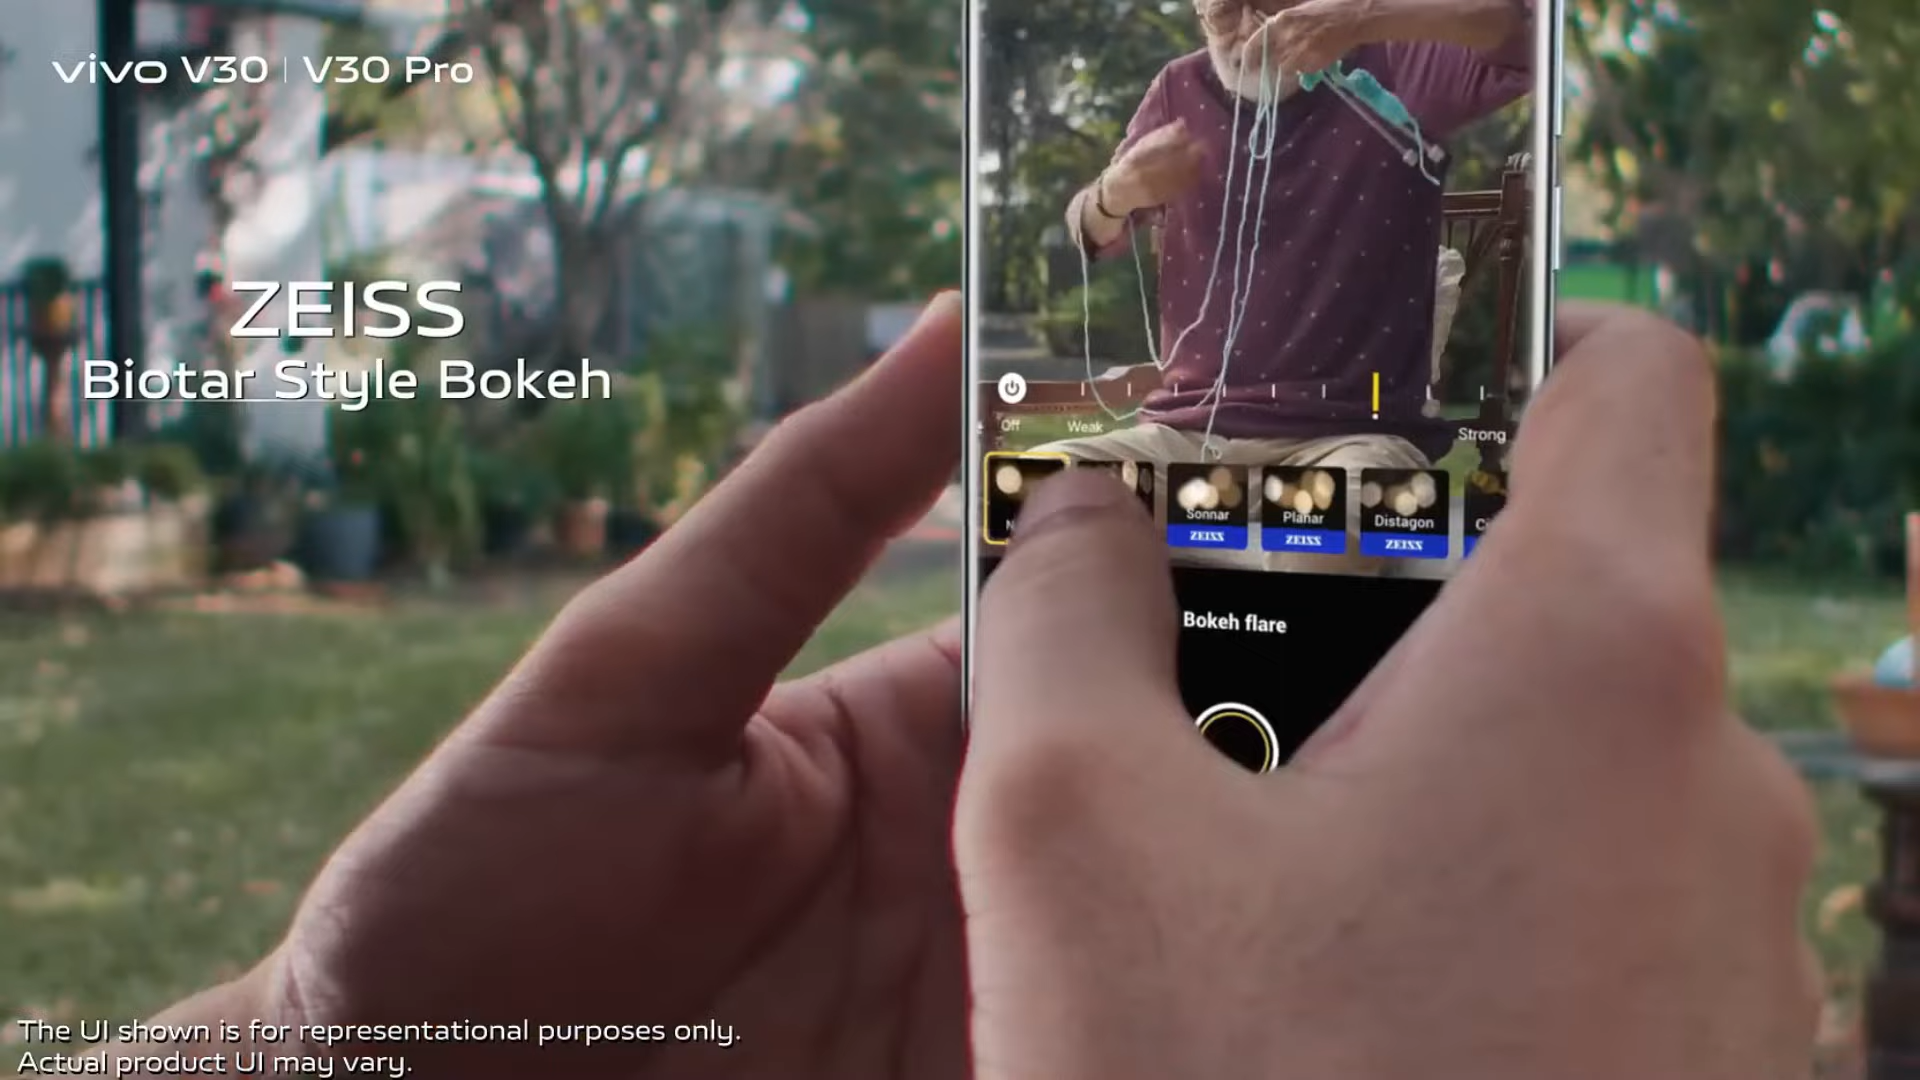 vivo V30 | V30 Pro
ZEISS
Biotar Style Bokeh
Off
Weak
Strong
Sonnar
ZEISS
Planar
ZEISS
Distagon
ZEISS
Bokeh flare
The UI shown is for representational purposes only.
Actual product UI may vary.